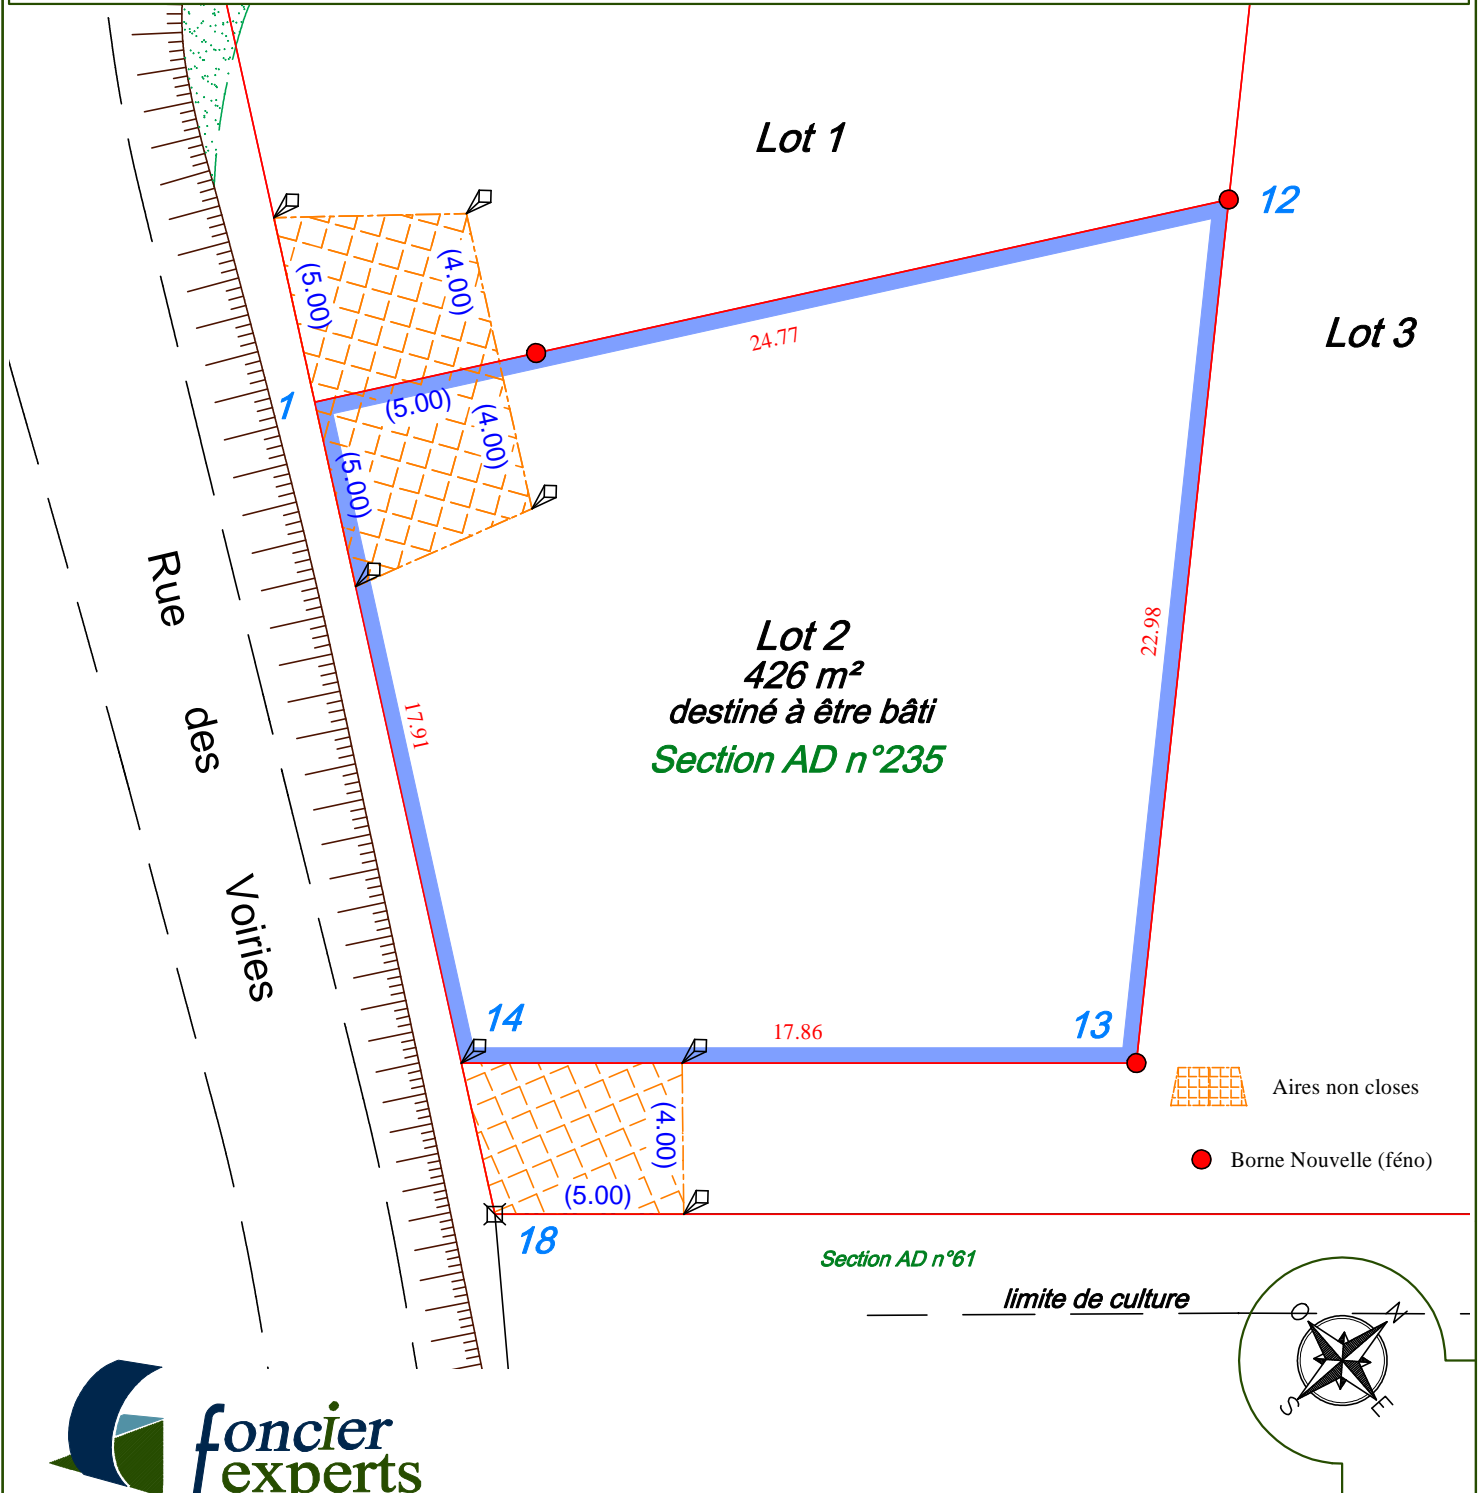 Lot 1
12
Lot 3
(5.00)
(4.00)
24.77
1
(5.00)
(4.00)
(5.00)
Rue des Voiries
Lot 2
426 m²
destiné à être bâti
Section AD n°235
22.98
17.91
14
17.86
13
Aires non closes
(4.00)
(5.00)
Borne Nouvelle (féno)
18
Section AD n°61
limite de culture
O
N
S
E
foncier
experts